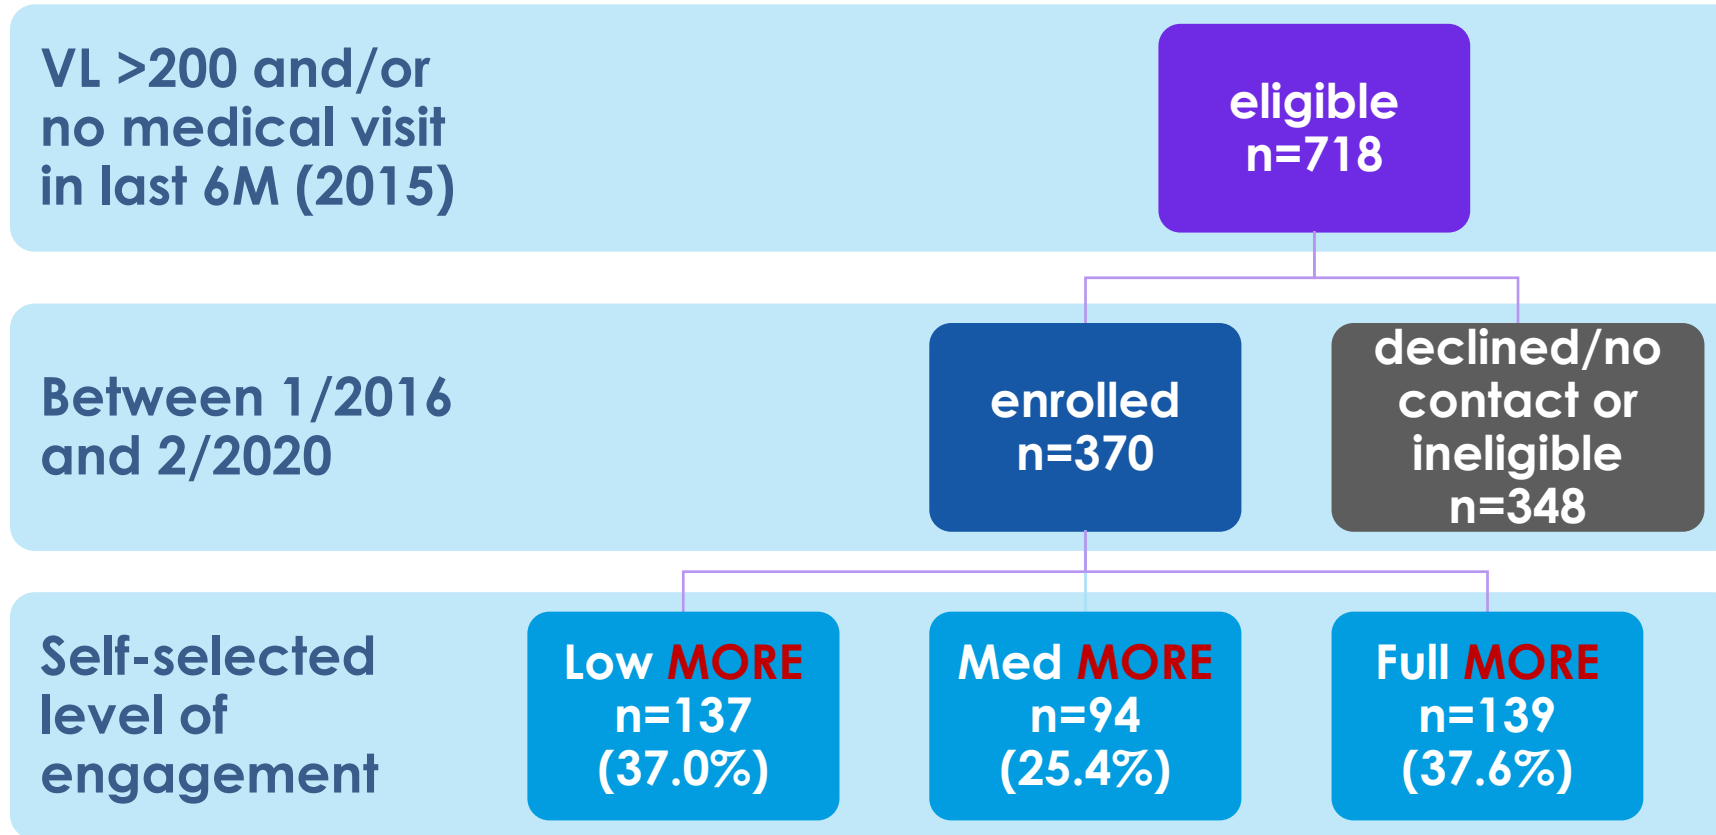 VL >200 and/or
no medical visit
in last 6M (2015)
eligible
n=718
Between 1/2016
and 2/2020
enrolled
n=370
declined/no
contact or
ineligible
n=348
Self-selected
level of
engagement
Low MORE
n=137
(37.0%)
Med MORE
n=94
(25.4%)
Full MORE
n=139
(37.6%)